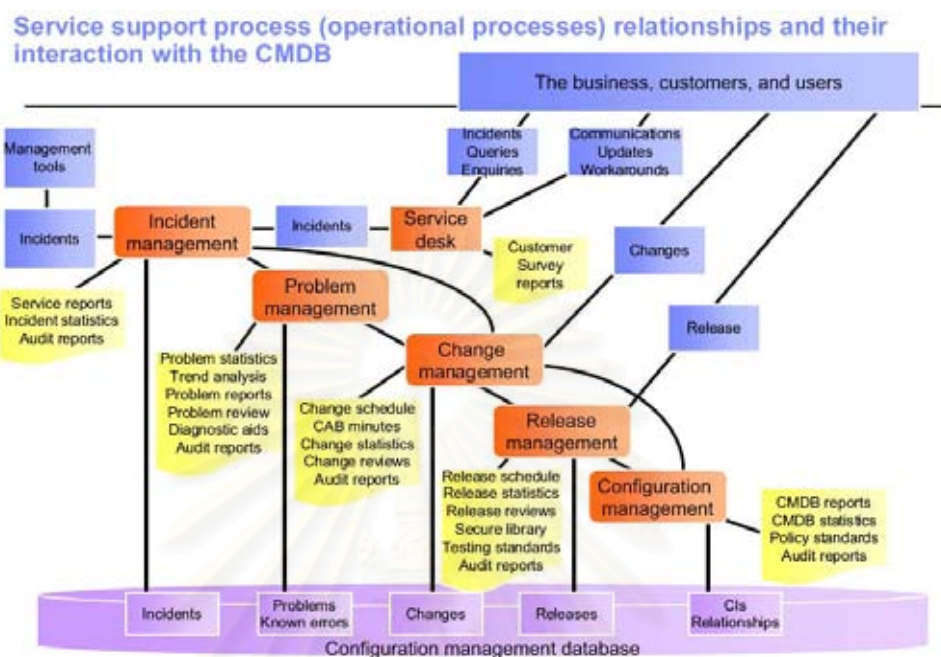 Service support process (operational processes) relationships and their
interaction with the CMDB
The business, customers, and users
Incidents
Queries
Enquiries
Communications
Updates
Workarounds
Management
tools
Incidents
Incident
management
Incidents
Service
desk
Customer
Survey
reports
Changes
Release
Service reports
Incident statistics
Audit reports
Problem
management
Problem statistics
Trend analysis
Problem reports
Problem review
Diagnostic aids
Audit reports
Change
management
Change schedule
CAB minutes
Change statistics
Change reviews
Audit reports
Release
management
Release schedule
Release statistics
Release reviews
Secure library
Testing standards
Audit reports
Configuration
management
CMDB reports
CMDB statistics
Policy standards
Audit reports
Incidents
Problems
Known errors
Changes
Releases
CIs
Relationships
Configuration management database